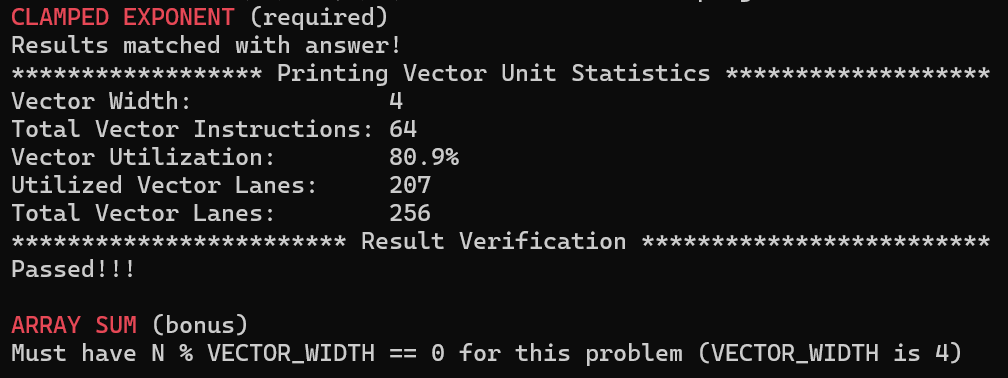 CLAMPED EXPONENT (required)
Results matched with answer!
****************** Printing Vector Unit Statistics *******************
Vector Width:              4
Total Vector Instructions: 64
Vector Utilization:        80.9%
Utilized Vector Lanes:     207
Total Vector Lanes:        256
************************ Result Verification *************************
Passed!!!

ARRAY SUM (bonus)
Must have N % VECTOR_WIDTH == 0 for this problem (VECTOR_WIDTH is 4)